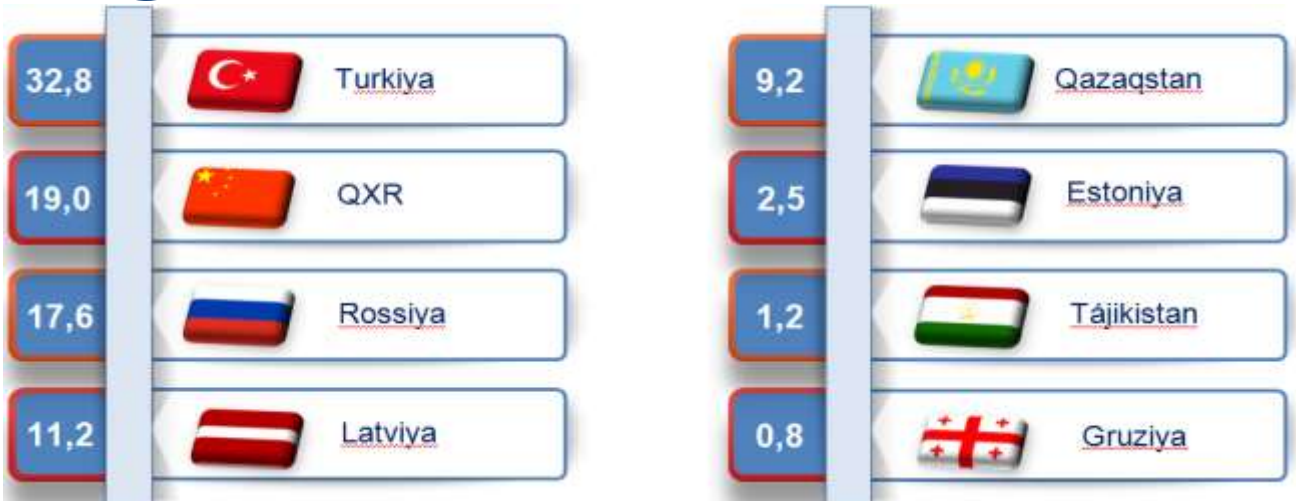 32,8 Turkiya
19,0 QXR
17,6 Rossiya
11,2 Latviya
9,2 Qazaqstan
2,5 Estoniya
1,2 Tájikistan
0,8 Gruziya